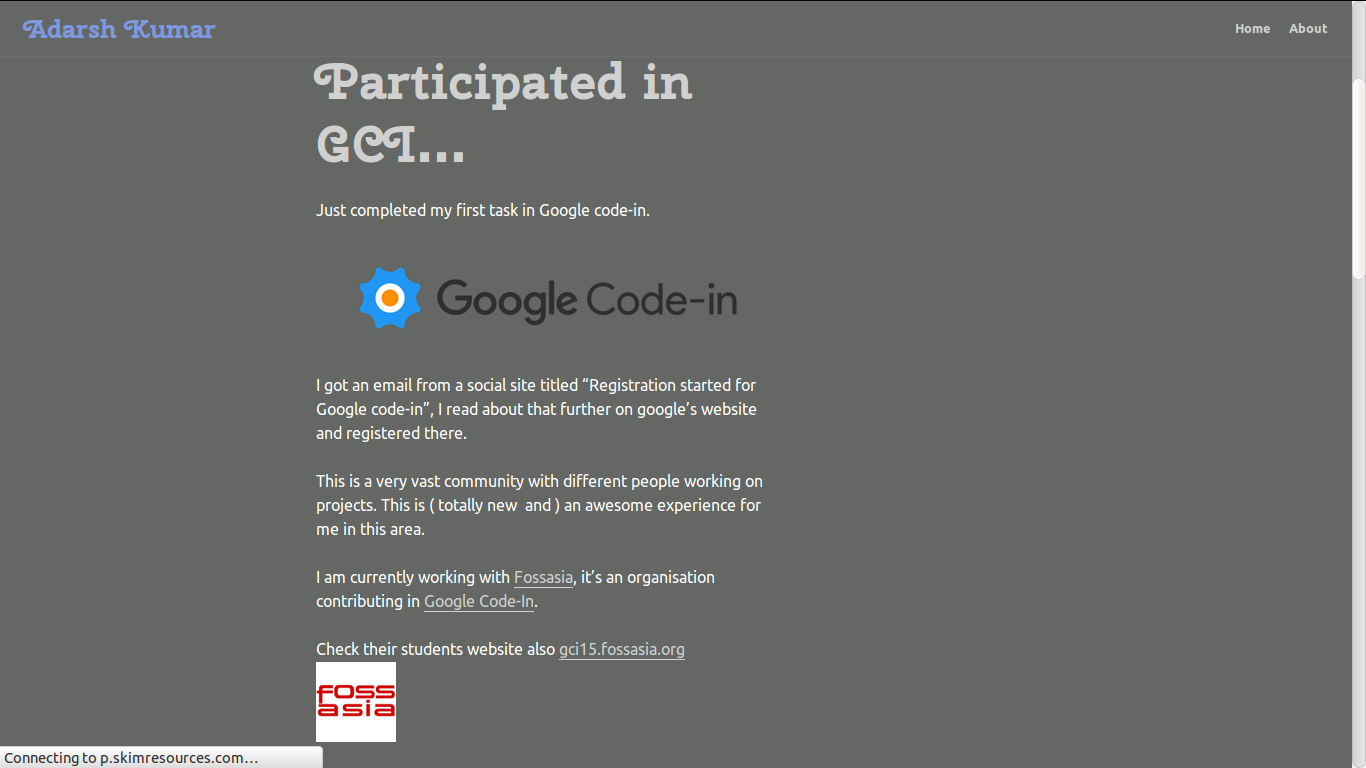 Adarsh Kumar
Home About
Participated in
GCI...
Just completed my first task in Google code-in.
Google Code-in
I got an email from a social site titled “Registration started for
Google code-in”, I read about that further on google’s website
and registered there.
This is a very vast community with different people working on
projects. This is ( totally new  and ) an awesome experience for
me in this area.
I am currently working with Fossasia, it’s an organisation
contributing in Google Code-In.
Check their students website also gci15.fossasia.org
FOSS
ASIA
Connecting to p.skimresources.com…